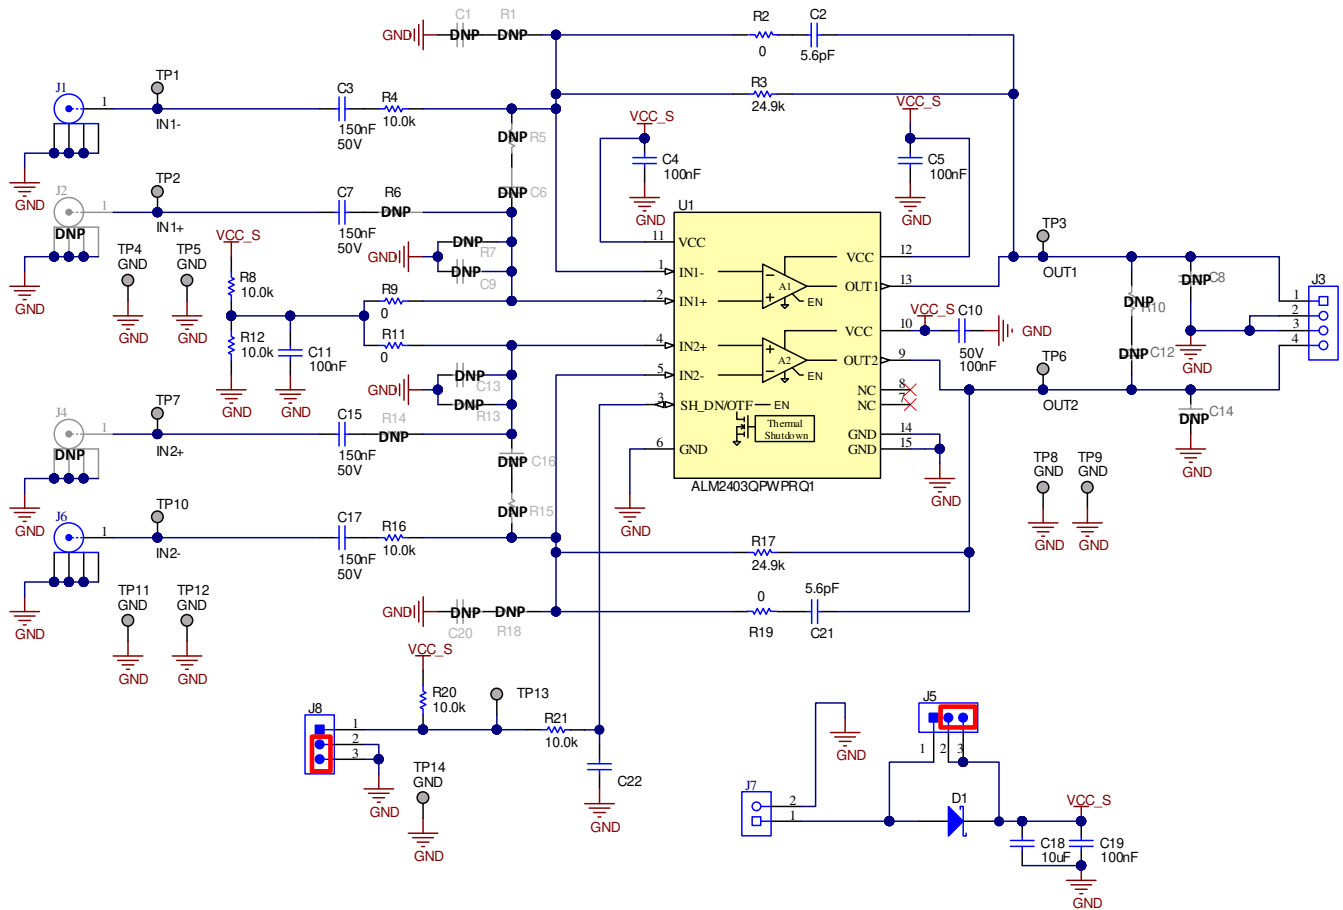 C1
R1
GND
DNP
DNP
R2
0
C2
5.6pF
R3
24.9k
J1
1
TP1
IN1-
C3
150nF
50V
R4
10.0k
GND
DNP
R5
VCC_S
C4
100nF
GND
VCC_S
C5
100nF
GND
J2
1
DNP
GND
TP2
IN1+
C7
150nF
50V
R6
DNP
DNP
C6
TP4
GND
GND
TP5
GND
GND
VCC_S
R8
10.0k
GND
DNP
R7
DNP
C9
R9
0
R12
10.0k
GND
C11
100nF
GND
R11
0
GND
DNP
C13
DNP
R13
U1
11
VCC
1
IN1-
2
IN1+
4
IN2+
5
IN2-
3
SH_DN/OTF
EN
6
GND
A1
EN
A2
EN
Thermal
Shutdown
VCC
12
OUT1
13
VCC
10
OUT2
9
NC
8
NC
7
GND
14
GND
15
ALM2403QPWPRQ1
GND
GND
VCC_S
C10
50V
100nF
GND
TP3
OUT1
TP6
OUT2
DNP
R10
DNP
C12
DNP
C8
GND
DNP
C14
GND
J3
1
2
3
4
TP8
GND
GND
TP9
GND
GND
J4
1
DNP
GND
TP7
IN2+
C15
150nF
50V
R14
DNP
DNP
C16
DNP
R15
J6
1
GND
TP10
IN2-
C17
150nF
50V
R16
10.0k
TP11
GND
GND
TP12
GND
GND
GND
DNP
C20
DNP
R18
R17
24.9k
0
R19
5.6pF
C21
VCC_S
R20
10.0k
TP13
R21
10.0k
C22
GND
J8
1
2
3
GND
TP14
GND
GND
J5
1
2
3
GND
J7
2
1
D1
VCC_S
C18
10uF
C19
100nF
GND